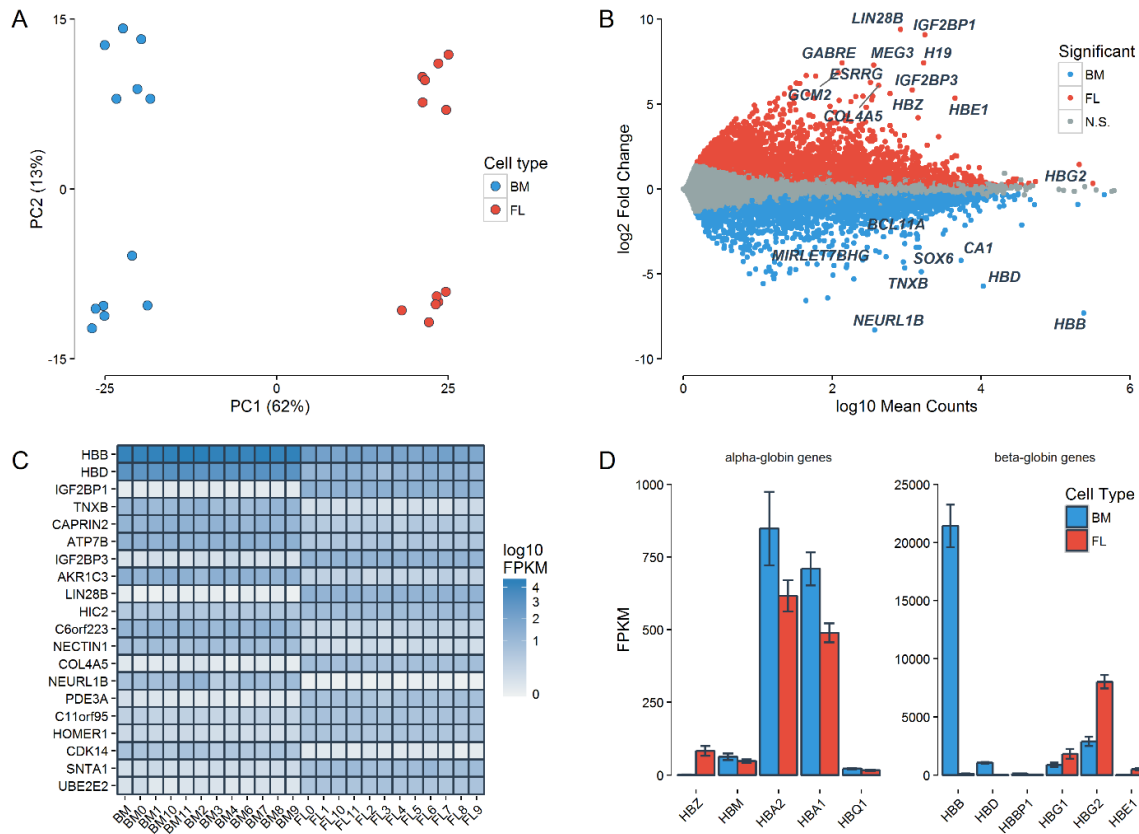 A
15
0
-15
PC2 (13%)
-25
0
25
PC1 (62%)
Cell type
BM
FL
B
10
5
0
-5
-10
log2 Fold Change
LIN28B
IGF2BP1
GABRE
MEG3
H19
ESRRG
IGF2BP3
GCM2
HBZ
HBE1
COL4A5
HBG2
BCL11A
CA1
MIRLET7BHG
SOX6
HBD
TNXB
NEURL1B
HBB
0
2
4
6
log10 Mean Counts
Significant
BM
FL
N.S.
C
HBB
HBD
IGF2BP1
TNXB
CAPRIN2
ATP7B
IGF2BP3
AKR1C3
LIN28B
HIC2
C6orf223
NECTIN1
COL4A5
NEURL1B
PDE3A
C11orf95
HOMER1
CDK14
SNTA1
UBE2E2
BM
BM0
BM1
BM10
BM11
BM2
BM3
BM4
BM6
BM7
BM8
BM9
FL0
FL1
FL10
FL11
FL2
FL3
FL4
FL5
FL6
FL7
FL8
FL9
log10
FPKM
4
3
2
1
0
D
alpha-globin genes
1000
750
500
250
0
FPKM
HBZ
HBM
HBA2
HBA1
HBQ1
beta-globin genes
25000
20000
15000
10000
5000
0
HBB
HBD
HBBP1
HBG1
HBG2
HBE1
Cell Type
BM
FL